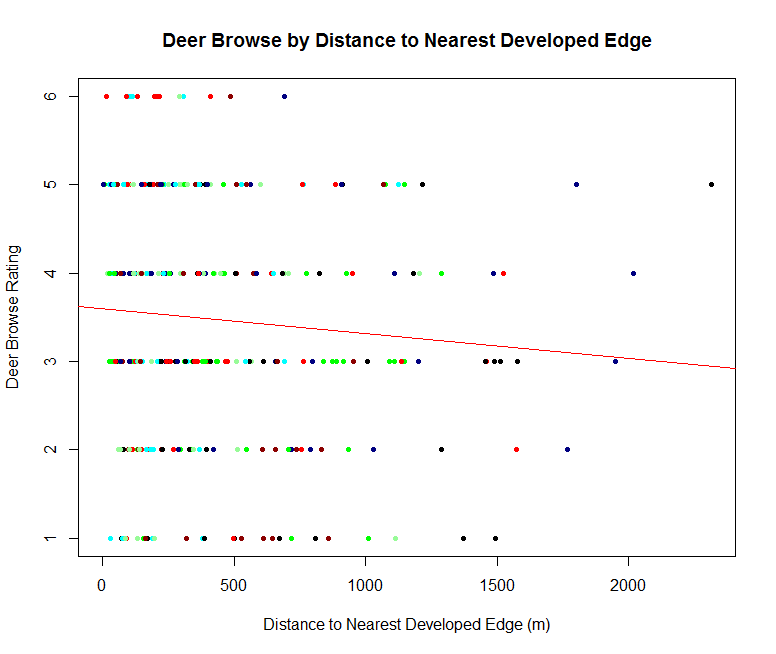 Deer Browse by Distance to Nearest Developed Edge
Deer Browse Rating
6
5
4
3
2
1
0 500 1000 1500 2000
Distance to Nearest Developed Edge (m)